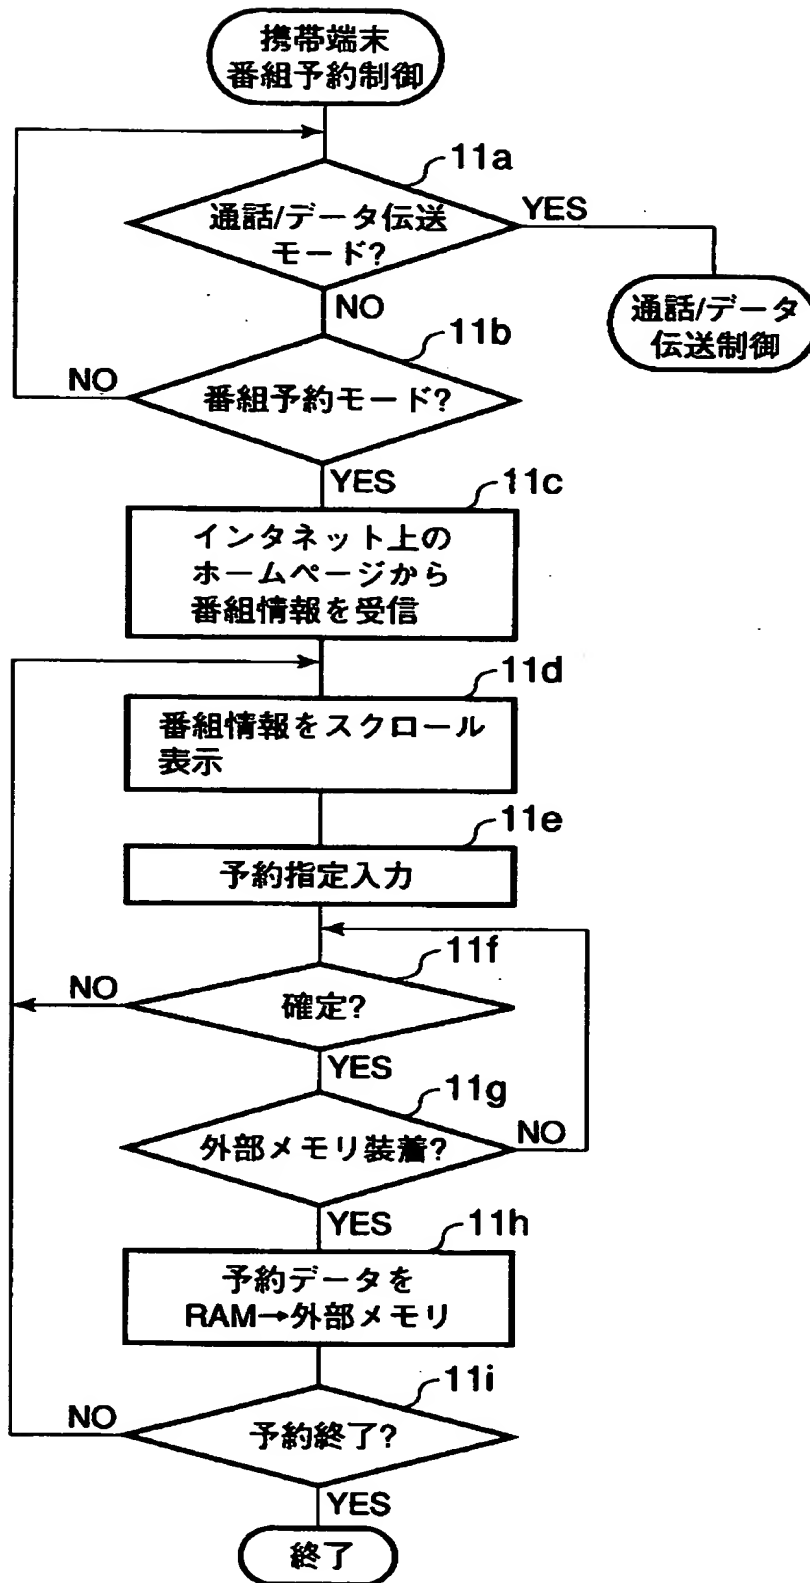 携帯端末
番組予約制御
11a
通話/データ伝送
モード?
YES
NO
通話/データ
伝送制御
11b
NO
番組予約モード?
YES
11c
インタネット上の
ホームページから
番組情報を受信
11d
番組情報をスクロール
表示
11e
予約指定入力
11f
NO
確定?
YES
11g
外部メモリ装着?
NO
YES
11h
予約データを
RAM→外部メモリ
11i
NO
予約終了?
YES
終了